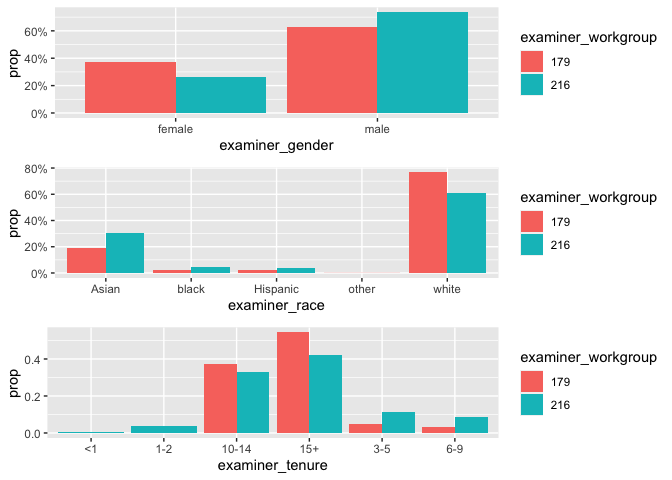 60%
40%
20%
0%
prop
female male
examiner_gender
examiner_workgroup
179
216
80%
60%
40%
20%
0%
prop
Asian black Hispanic other white
examiner_race
examiner_workgroup
179
216
0.4
0.2
0.0
prop
<1 1-2 10-14 15+ 3-5 6-9
examiner_tenure
examiner_workgroup
179
216